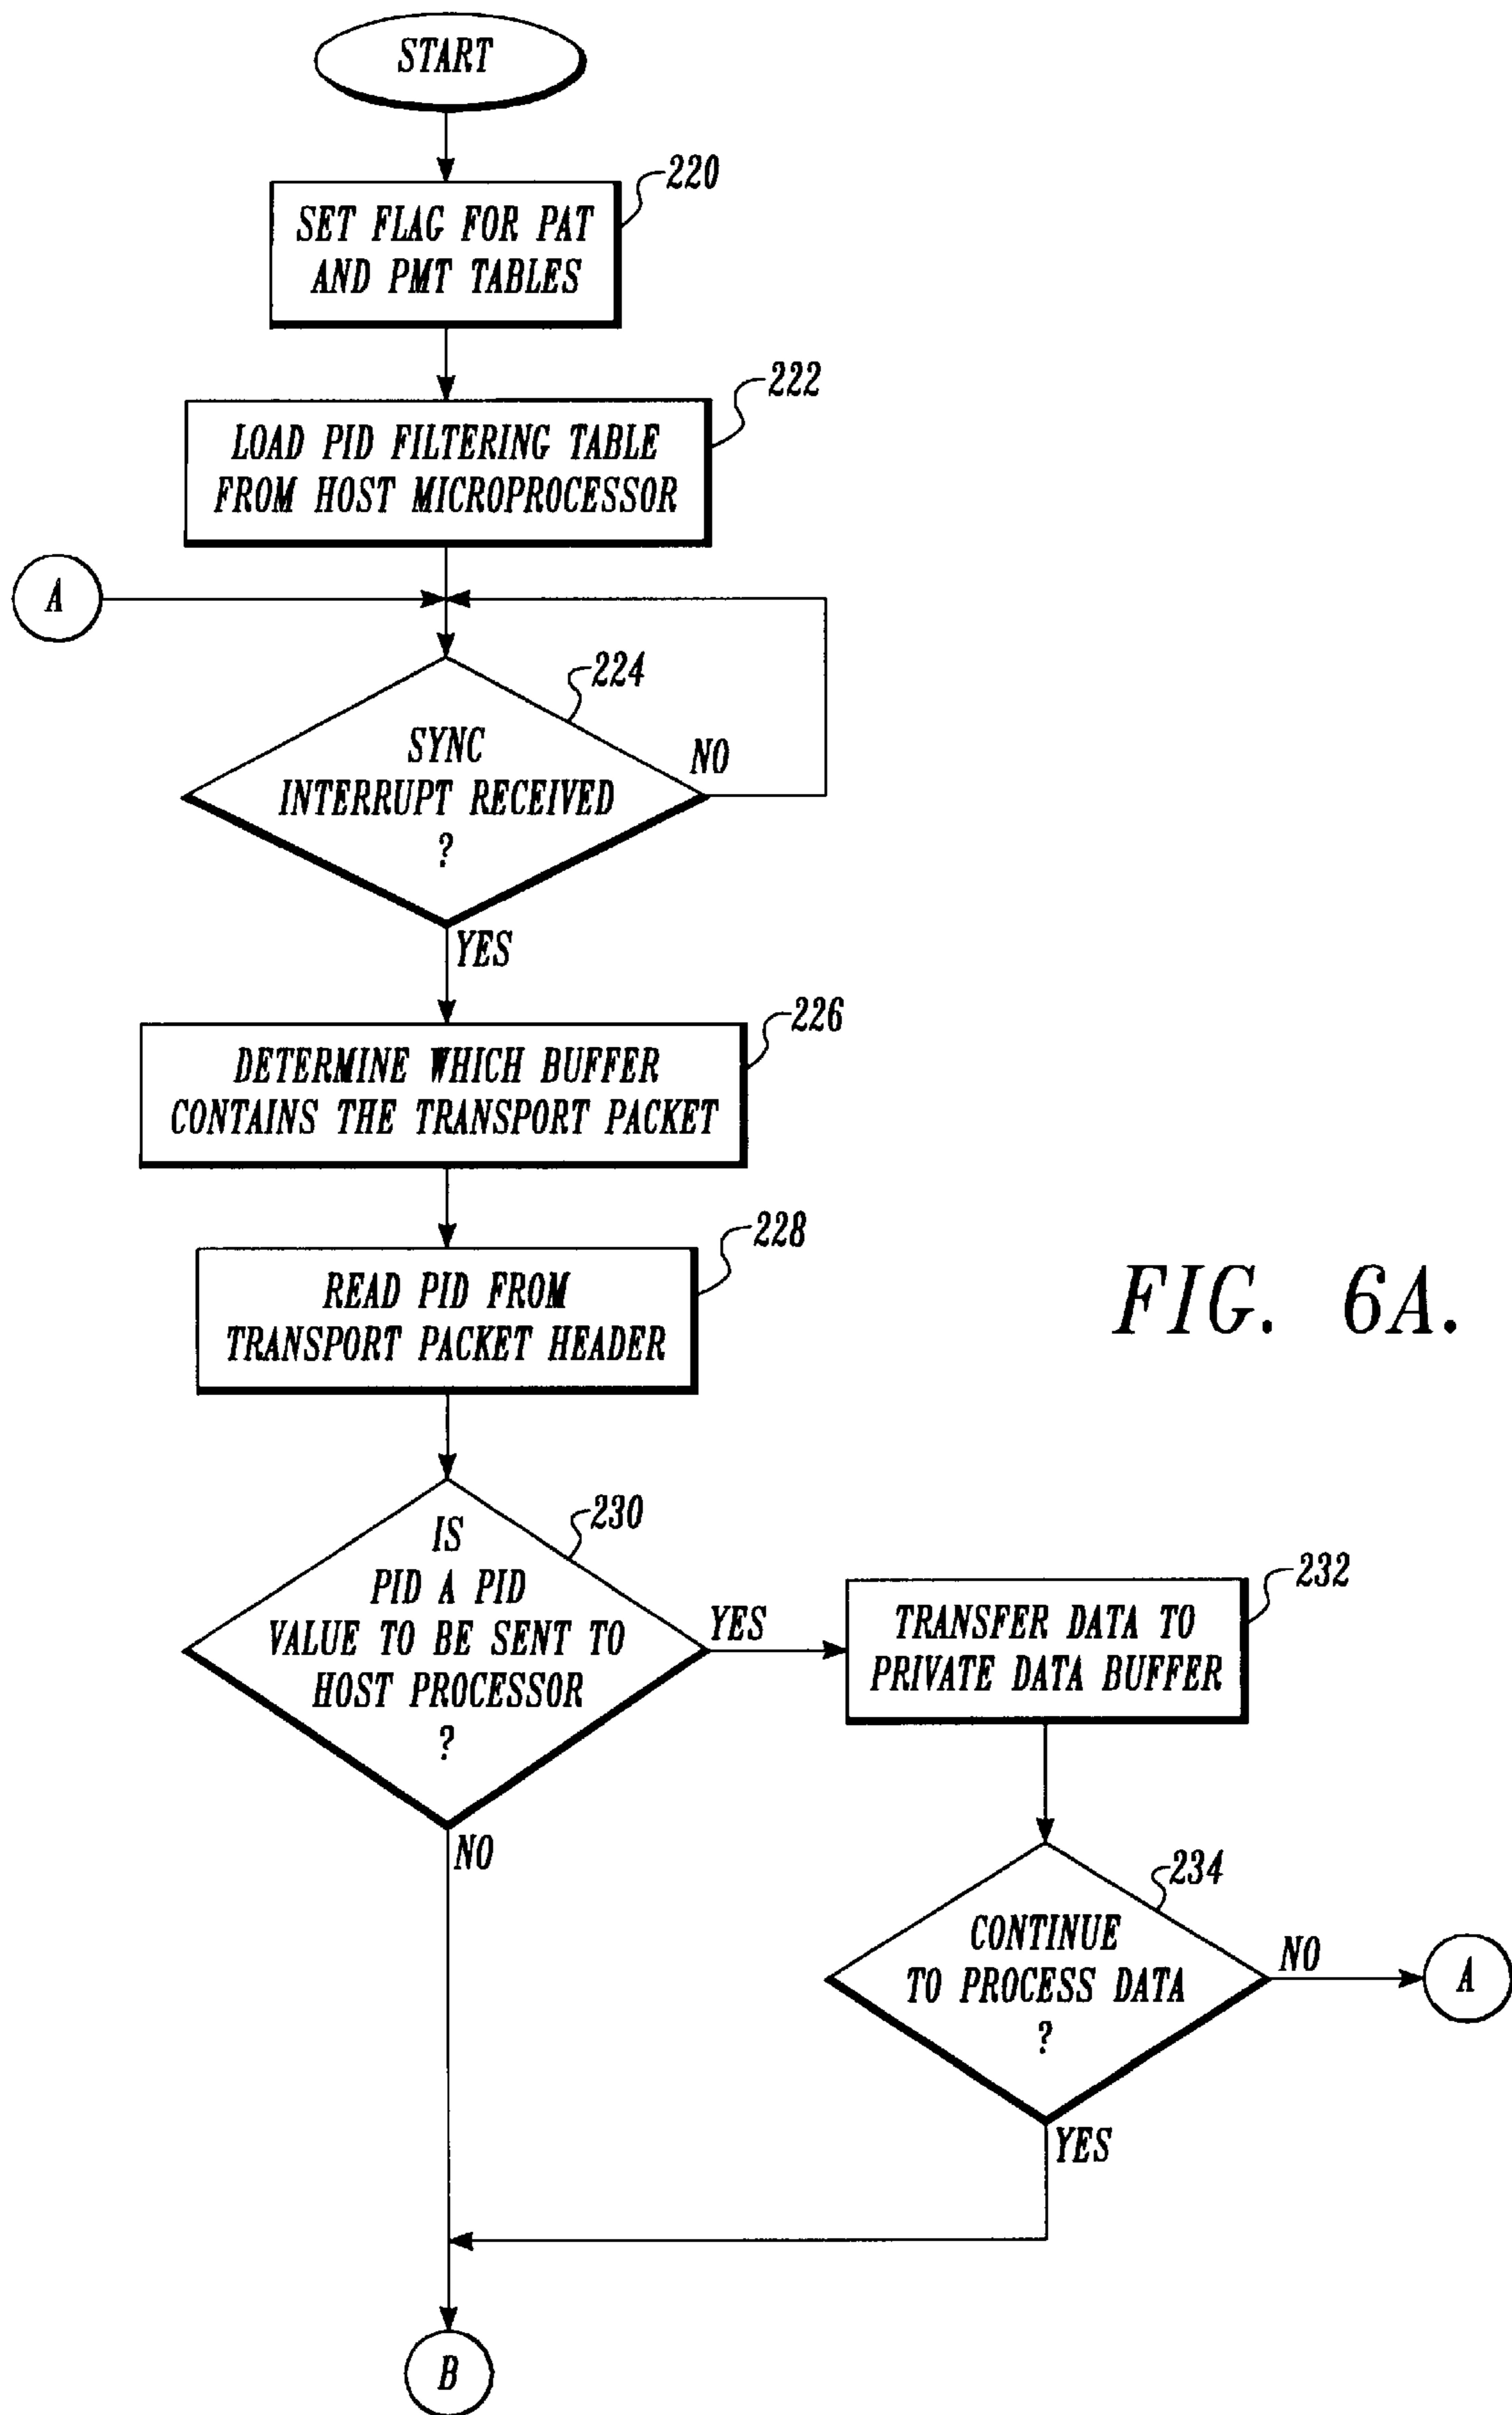 START
220
SET FLAG FOR PAT
AND PMT TABLES
222
LOAD PID FILTERING TABLE
FROM HOST MICROPROCESSOR
A
224
SYNC
INTERRUPT RECEIVED
?
NO
YES
226
DETERMINE WHICH BUFFER
CONTAINS THE TRANSPORT PACKET
228
READ PID FROM
TRANSPORT PACKET HEADER
FIG. 6A.
230
IS
PID A PID
VALUE TO BE SENT TO
HOST PROCESSOR
?
YES
NO
232
TRANSFER DATA TO
PRIVATE DATA BUFFER
234
CONTINUE
TO PROCESS DATA
?
NO
A
YES
B